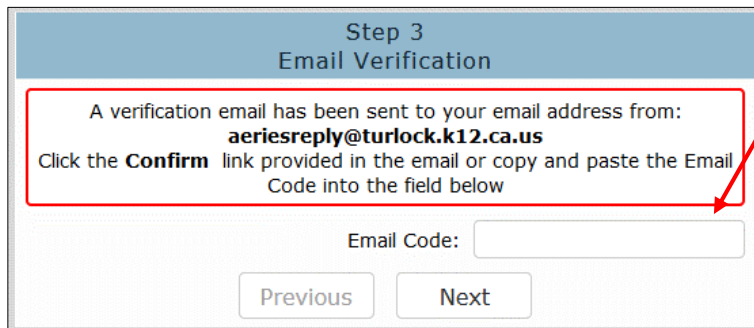 Step 3
Email Verification
A verification email has been sent to your email address from:
aeriesreply@turlock.k12.ca.us
Click the Confirm link provided in the email or copy and paste the Email
Code into the field below
Email Code:
Previous Next